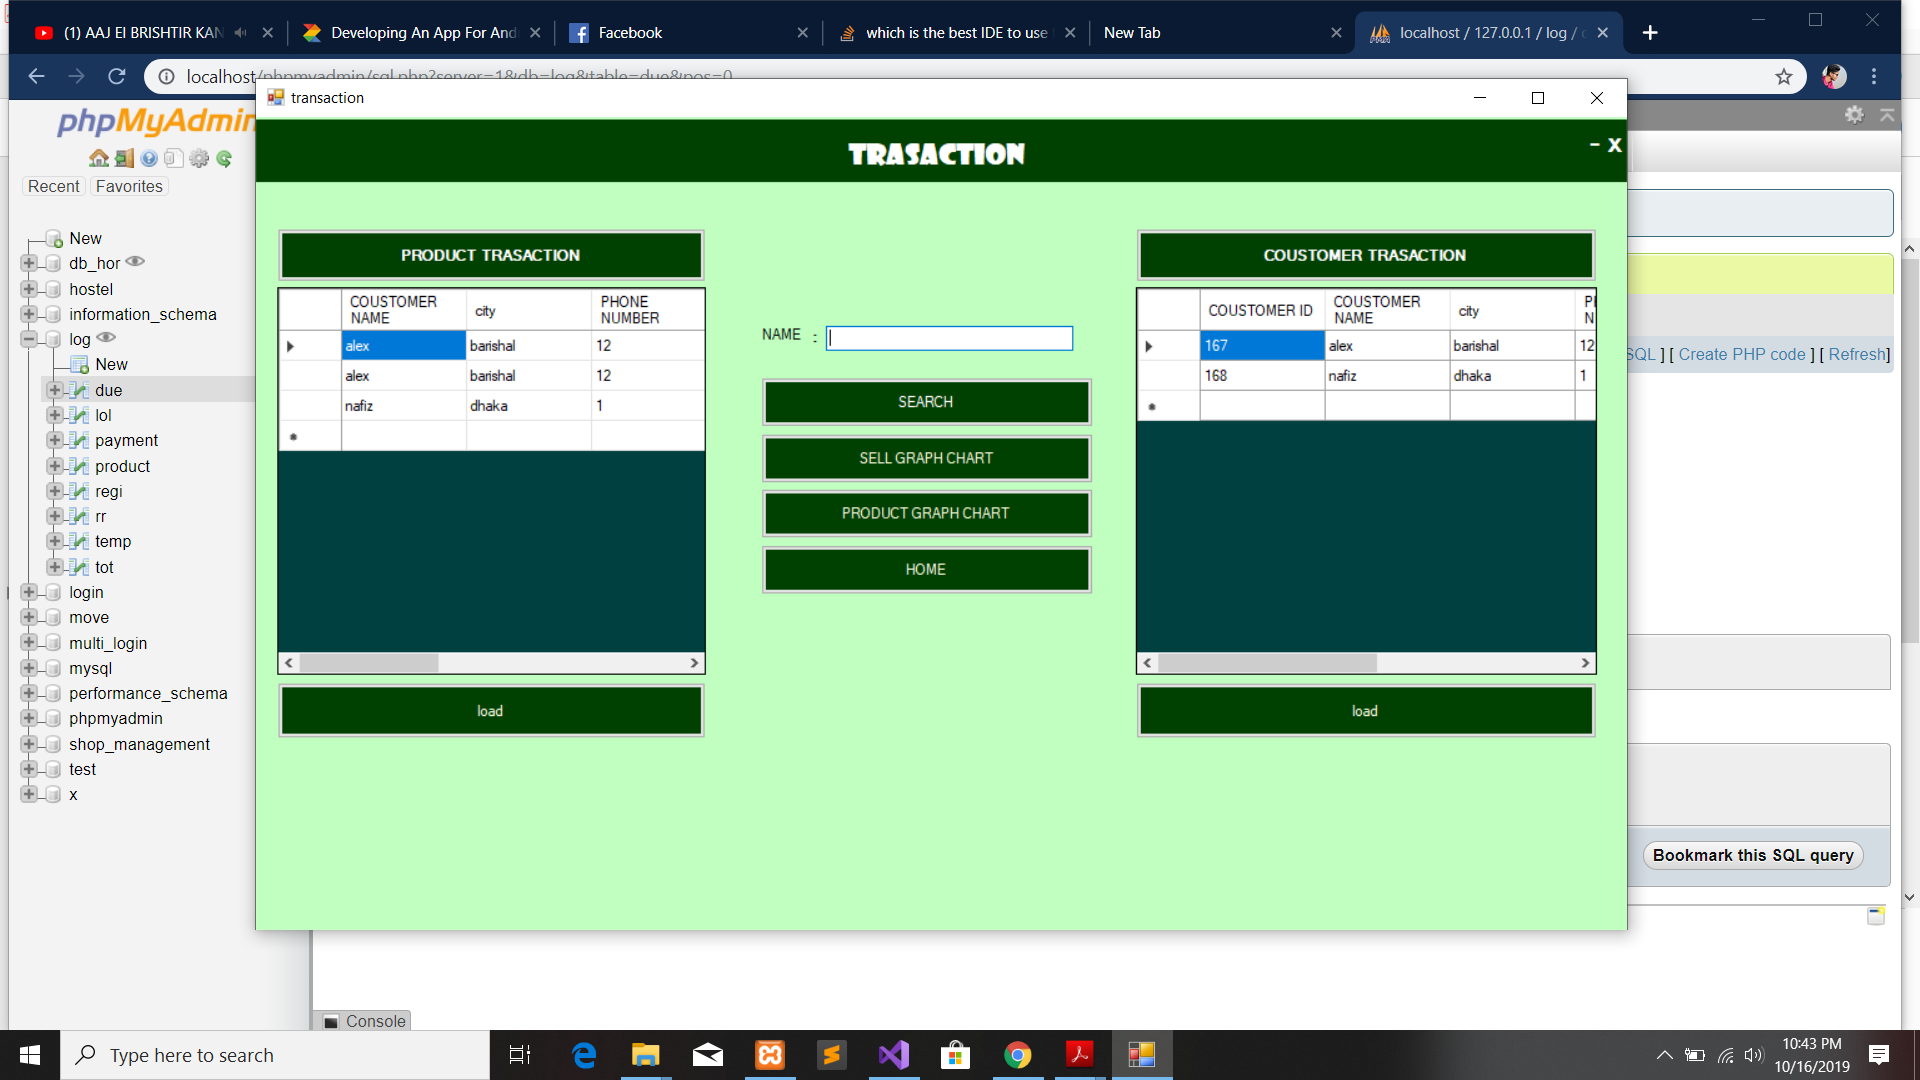 (1) AAJ EI BRISHTIR KAN
Developing An App For And
Facebook
which is the best IDE to use
New Tab
localhost / 127.0.0.1 / log /
localhost/phpmyadmin/sql.php?server=1&db=log&table=due&pos=0
phpMyAdmin
Recent
Favorites
New
db_hor
hostel
information_schema
log
New
due
lol
payment
product
regi
rr
temp
tot
login
move
multi_login
mysql
performance_schema
phpmyadmin
shop_management
test
x
transaction
TRASACTION
- X
PRODUCT TRASACTION
COUSTOMER NAME city PHONE NUMBER
alex barishal 12
alex barishal 12
nafiz dhaka 1
load
NAME :
SEARCH
SELL GRAPH CHART
PRODUCT GRAPH CHART
HOME
COUSTOMER TRASACTION
COUSTOMER ID COUSTOMER NAME city
167 alex barishal 12
168 nafiz dhaka 1
load
SQL ] [ Create PHP code ] [ Refresh]
Bookmark this SQL query
Console
Type here to search
10:43 PM
10/16/2019